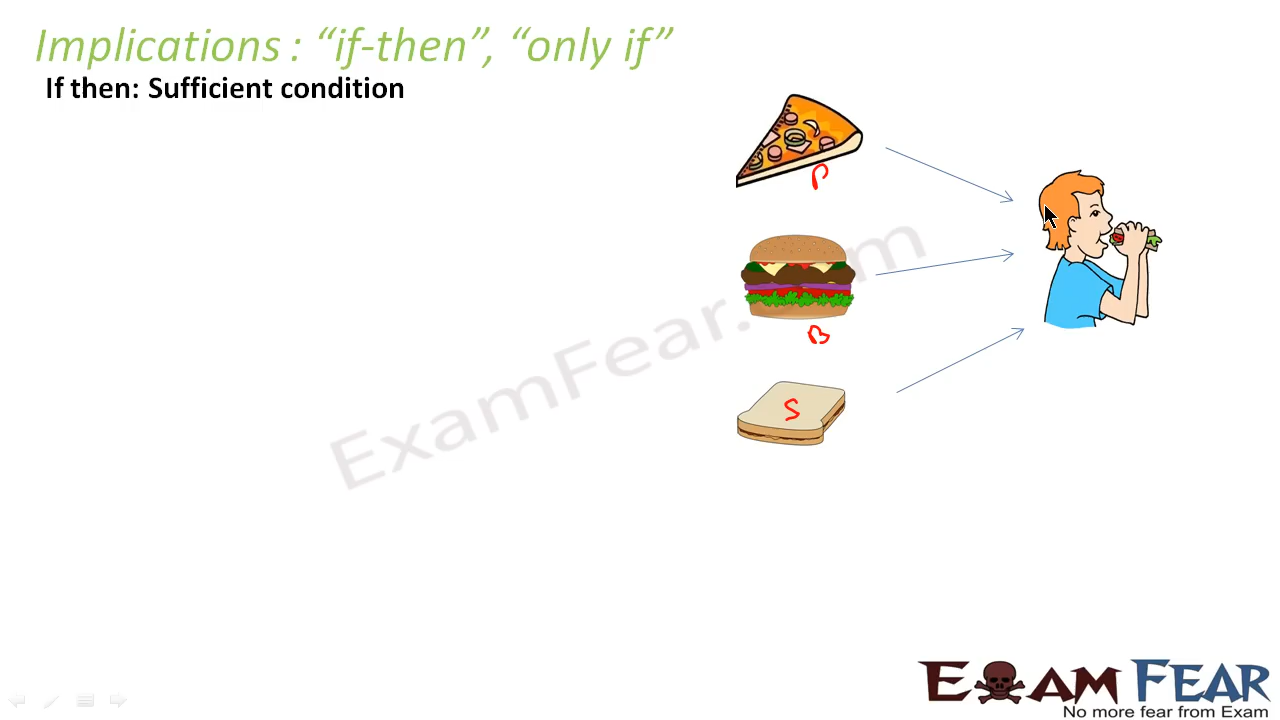 Implications : “if-then”, “only if”
If then: Sufficient condition
P
B
S
ExamFear.com
EXAM FEAR
No more fear from Exam